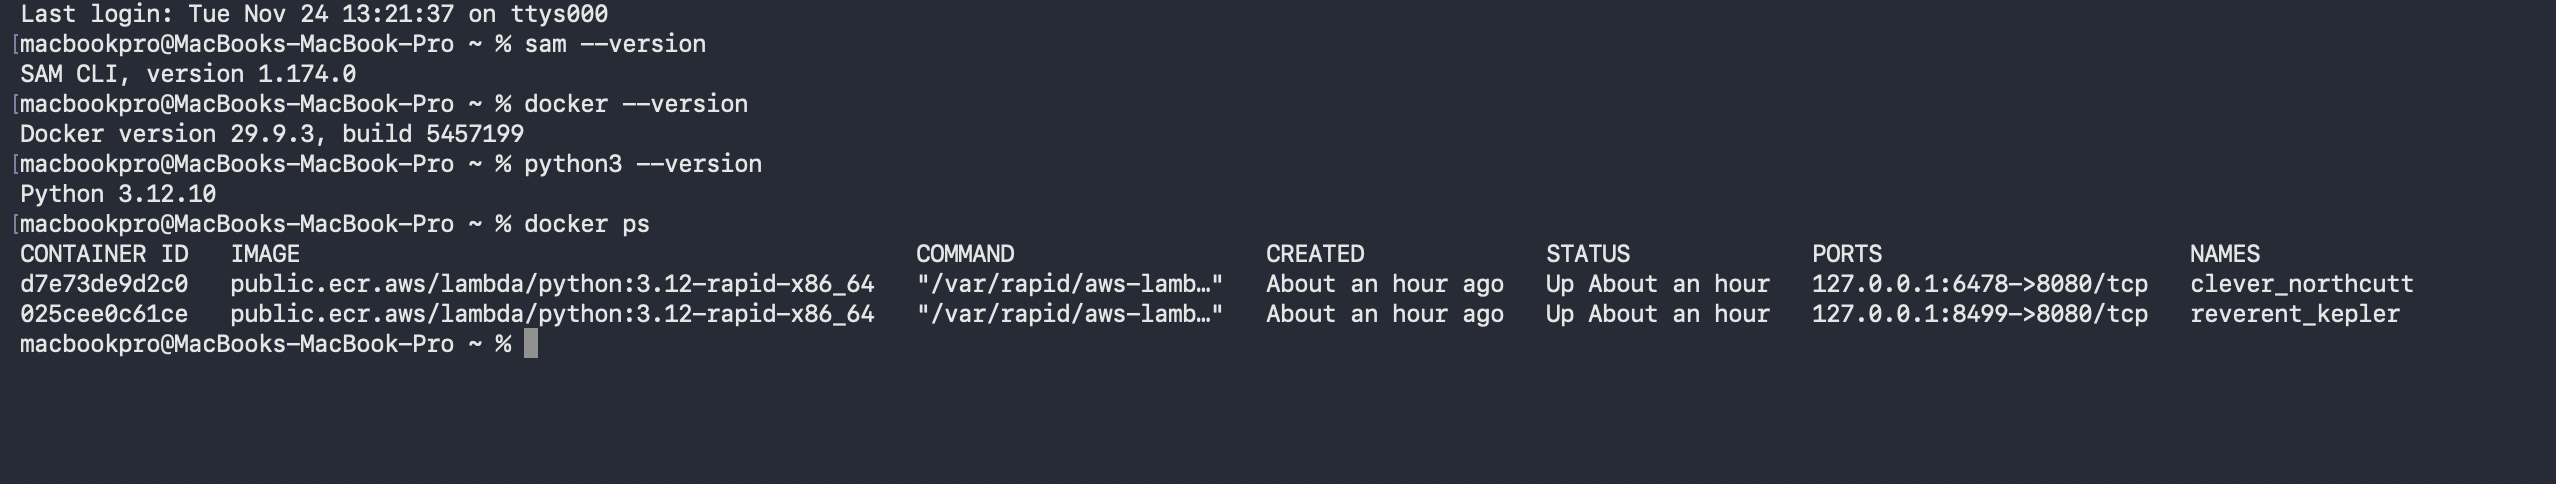 Last login: Tue Nov 24 13:21:37 on ttys000
[macbookpro@MacBooks-MacBook-Pro ~ % sam --version
SAM CLI, version 1.174.0
[macbookpro@MacBooks-MacBook-Pro ~ % docker --version
Docker version 29.9.3, build 5457199
[macbookpro@MacBooks-MacBook-Pro ~ % python3 --version
Python 3.12.10
[macbookpro@MacBooks-MacBook-Pro ~ % docker ps
CONTAINER ID   IMAGE                                            COMMAND                  CREATED             STATUS             PORTS                      NAMES
d7e73de9d2c0   public.ecr.aws/lambda/python:3.12-rapid-x86_64   "/var/rapid/aws-lamb…"   About an hour ago   Up About an hour   127.0.0.1:6478->8080/tcp   clever_northcutt
025cee0c61ce   public.ecr.aws/lambda/python:3.12-rapid-x86_64   "/var/rapid/aws-lamb…"   About an hour ago   Up About an hour   127.0.0.1:8499->8080/tcp   reverent_kepler
macbookpro@MacBooks-MacBook-Pro ~ %